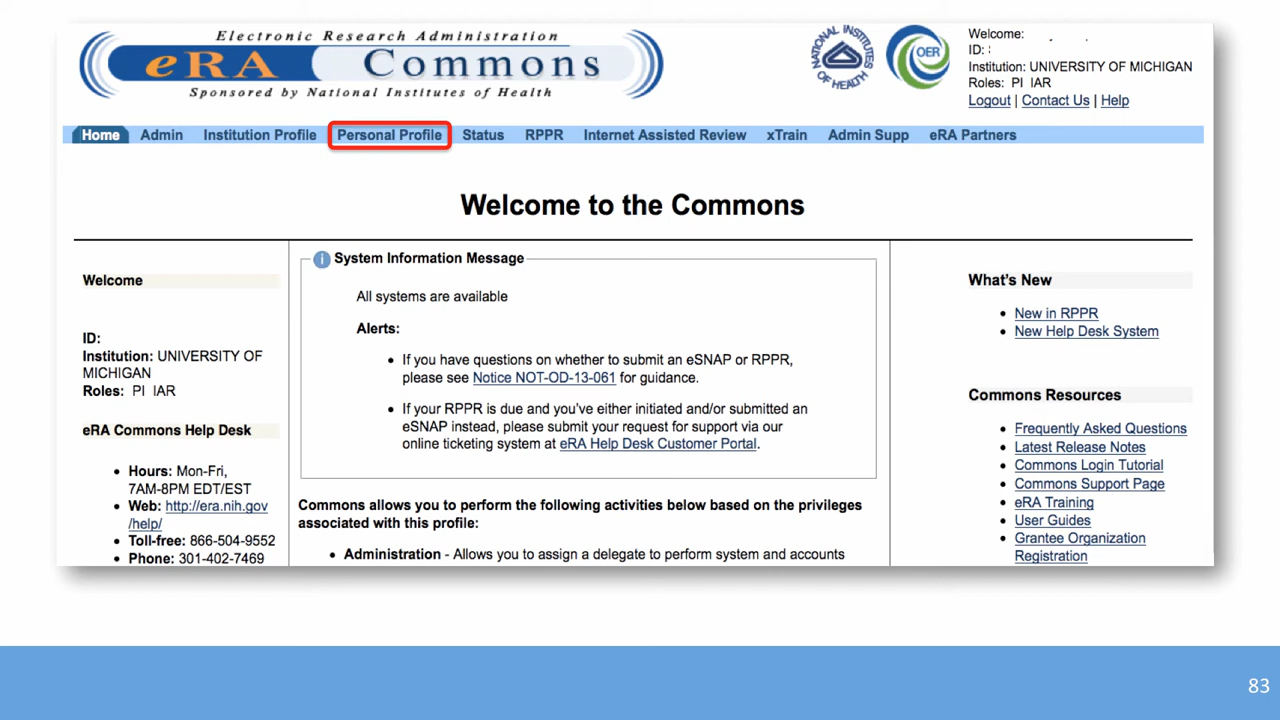 Electronic Research Administration
eRA Commons
Sponsored by National Institutes of Health
NATIONAL INSTITUTES OF HEALTH
OER
Welcome:
ID:
Institution: UNIVERSITY OF MICHIGAN
Roles: PI IAR
Logout | Contact Us | Help
Home Admin Institution Profile Personal Profile Status RPPR Internet Assisted Review xTrain Admin Supp eRA Partners
Welcome to the Commons
Welcome
ID:
Institution: UNIVERSITY OF
MICHIGAN
Roles: PI IAR
eRA Commons Help Desk
• Hours: Mon-Fri,
7AM-8PM EDT/EST
• Web: http://era.nih.gov
/help/
• Toll-free: 866-504-9552
• Phone: 301-402-7469
i System Information Message
All systems are available
Alerts:
• If you have questions on whether to submit an eSNAP or RPPR,
please see Notice NOT-OD-13-061 for guidance.
• If your RPPR is due and you've either initiated and/or submitted an
eSNAP instead, please submit your request for support via our
online ticketing system at eRA Help Desk Customer Portal.
Commons allows you to perform the following activities below based on the privileges
associated with this profile:
• Administration - Allows you to assign a delegate to perform system and accounts
What's New
• New in RPPR
• New Help Desk System
Commons Resources
• Frequently Asked Questions
• Latest Release Notes
• Commons Login Tutorial
• Commons Support Page
• eRA Training
• User Guides
• Grantee Organization
Registration
83